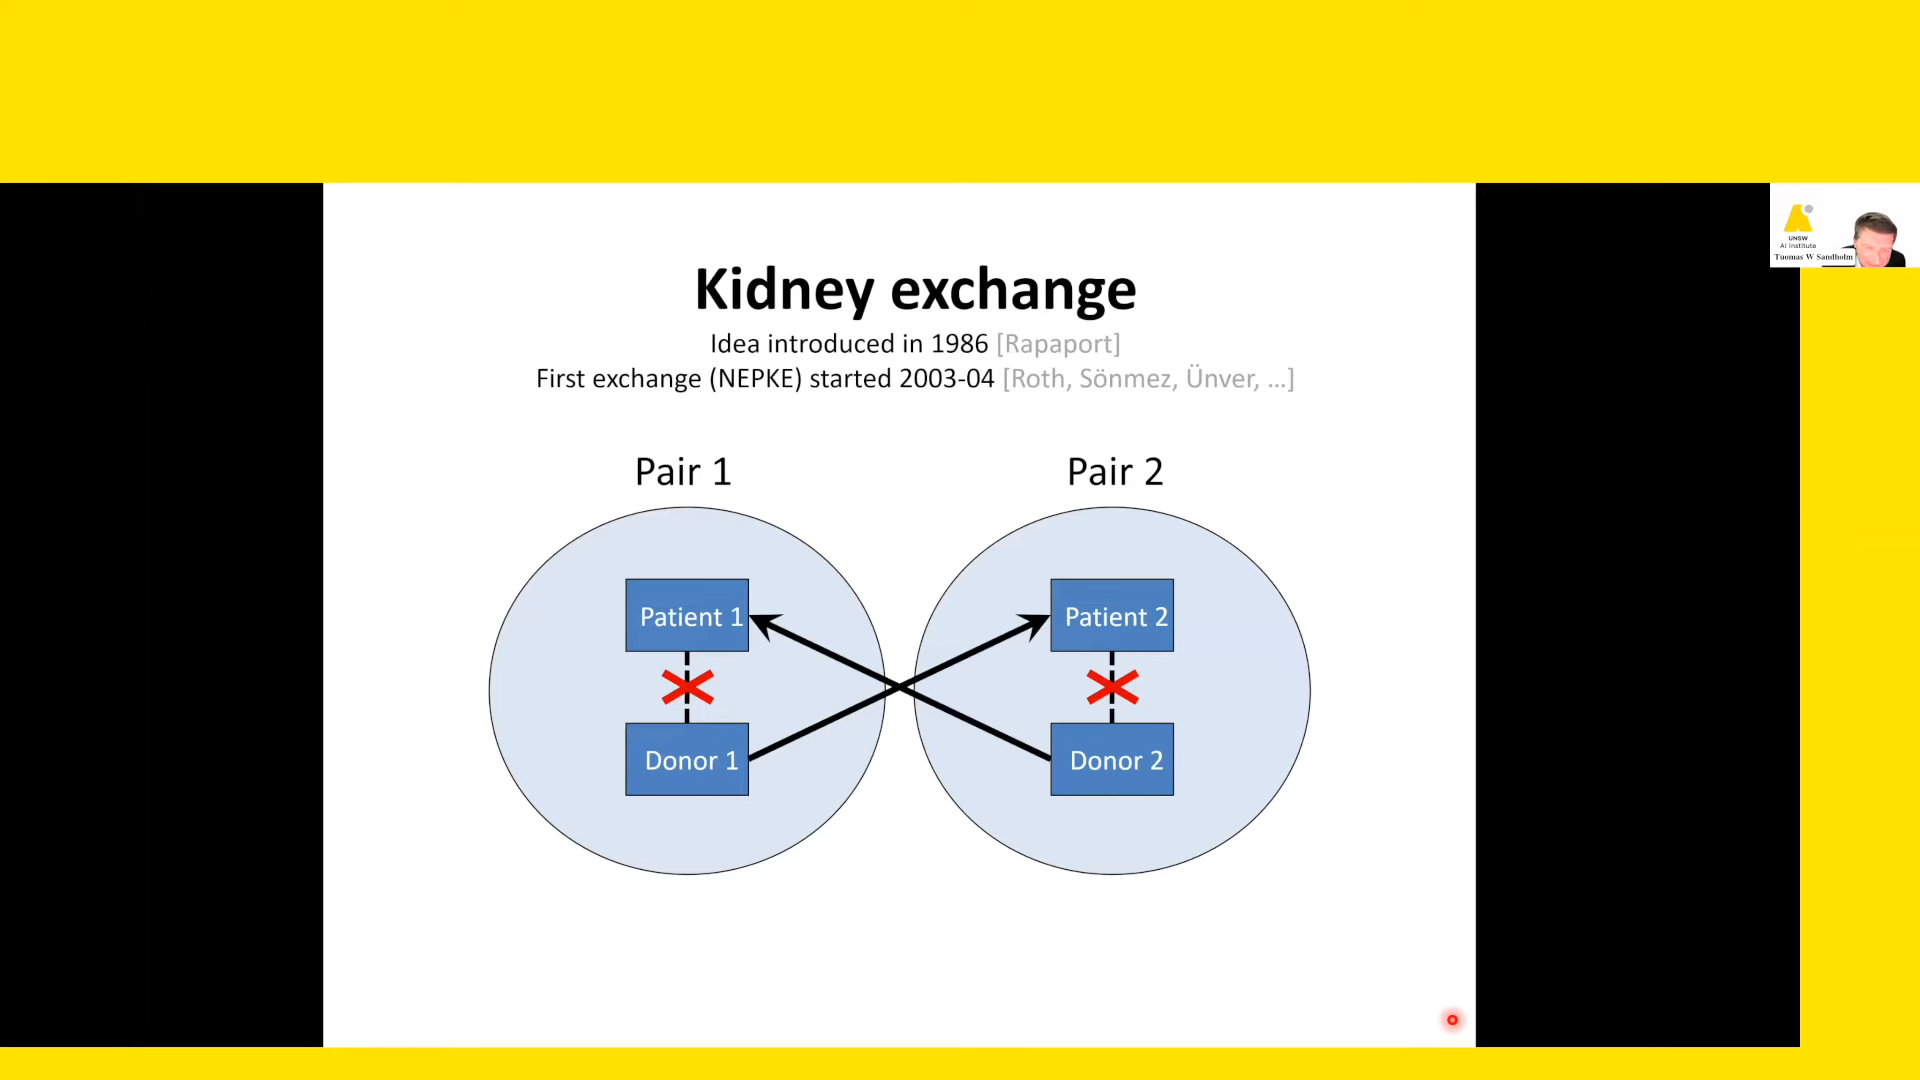 Kidney exchange
Idea introduced in 1986 [Rapaport]
First exchange (NEPKE) started 2003-04 [Roth, Sönmez, Ünver, ...]
Pair 1
Pair 2
Patient 1
Patient 2
Donor 1
Donor 2
UNSW
AI Institute
Tuomas W Sandholm